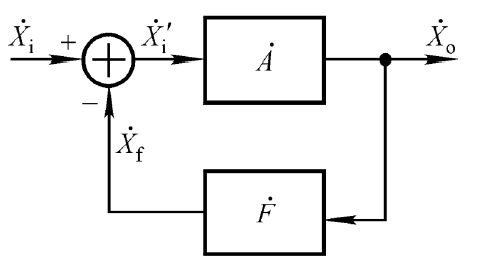 Ẋi + Ẋi′ Ȧ Ẋo
−
Ẋf
Ḟ